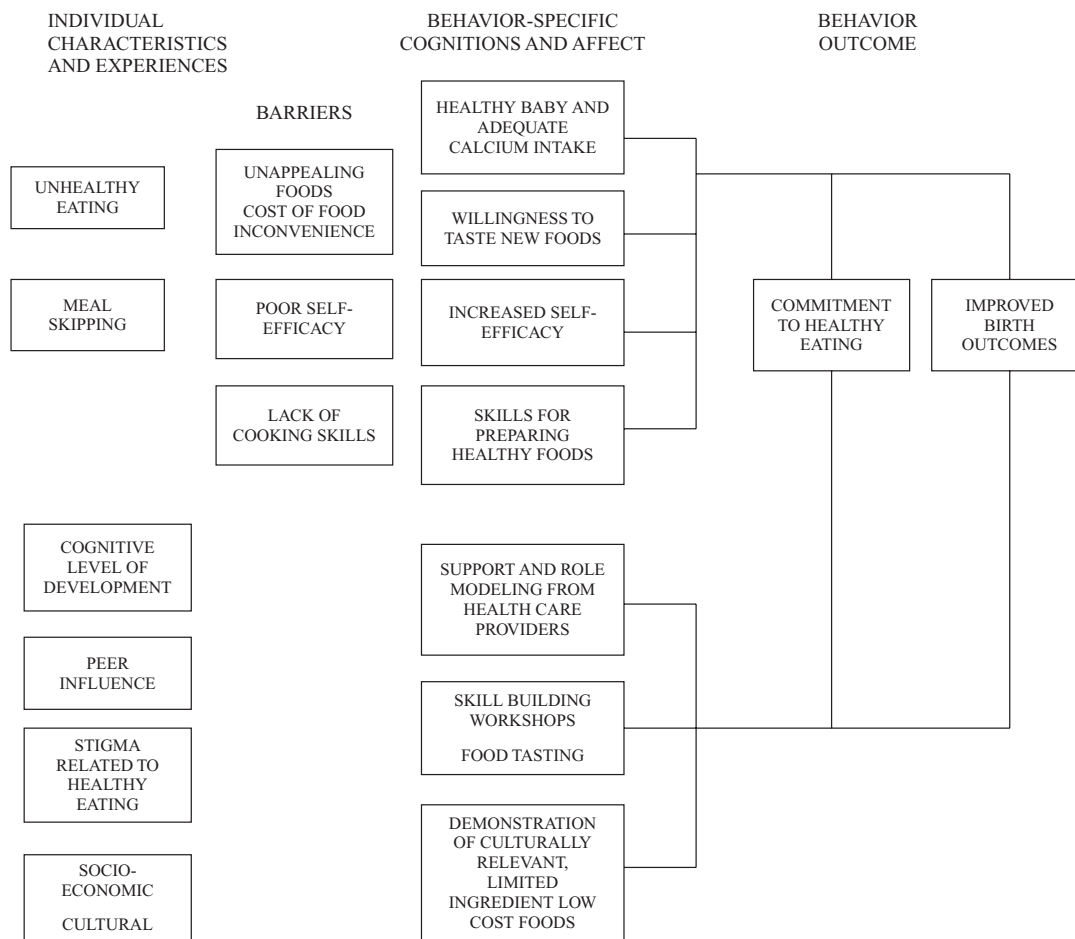 INDIVIDUAL
CHARACTERISTICS
AND EXPERIENCES
BEHAVIOR-SPECIFIC
COGNITIONS AND AFFECT
BEHAVIOR
OUTCOME
BARRIERS
UNHEALTHY
EATING
MEAL
SKIPPING
UNAPPEALING
FOODS
COST OF FOOD
INCONVENIENCE
POOR SELF-
EFFICACY
LACK OF
COOKING SKILLS
HEALTHY BABY AND
ADEQUATE
CALCIUM INTAKE
WILLINGNESS TO
TASTE NEW FOODS
INCREASED SELF-
EFFICACY
SKILLS FOR
PREPARING
HEALTHY FOODS
COMMITMENT
TO HEALTHY
EATING
IMPROVED
BIRTH
OUTCOMES
COGNITIVE
LEVEL OF
DEVELOPMENT
PEER
INFLUENCE
STIGMA
RELATED TO
HEALTHY
EATING
SOCIO-
ECONOMIC
CULTURAL
SUPPORT AND ROLE
MODELING FROM
HEALTH CARE
PROVIDERS
SKILL BUILDING
WORKSHOPS
FOOD TASTING
DEMONSTRATION
OF CULTURALLY
RELEVANT,
LIMITED
INGREDIENT LOW
COST FOODS